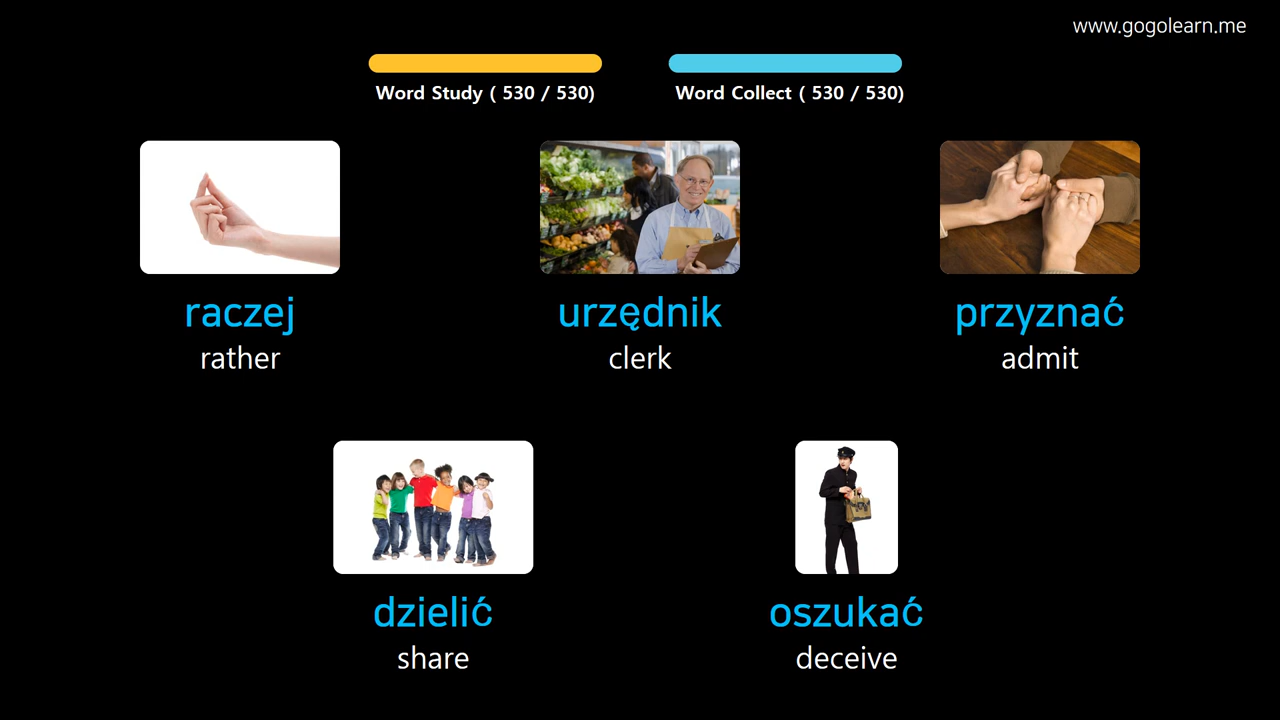 www.gogolearn.me
Word Study ( 530 / 530)
Word Collect ( 530 / 530)
raczej
rather
urzędnik
clerk
przyznać
admit
dzielić
share
oszukać
deceive